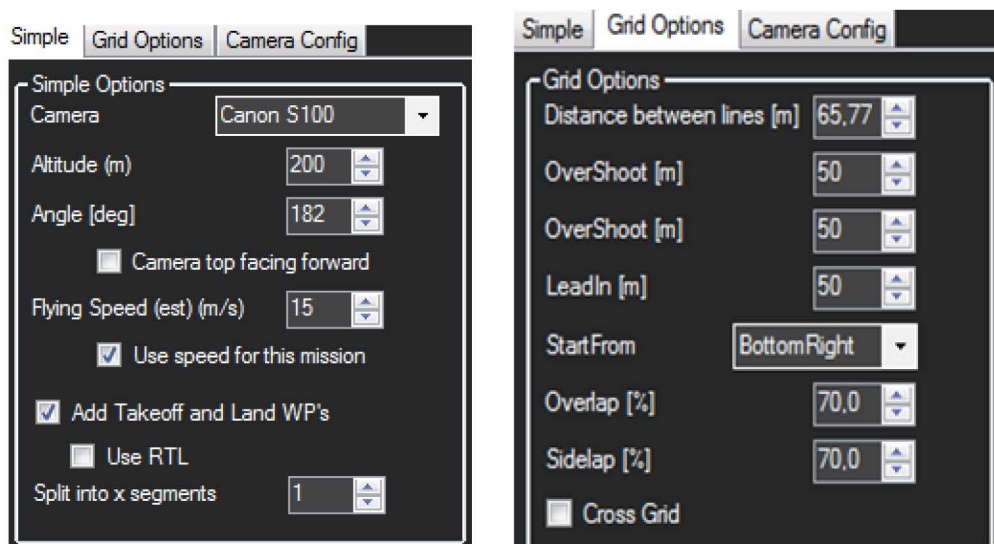 Simple Grid Options Camera Config
Simple Options
Camera Canon S100
Altitude (m) 200
Angle [deg] 182
Camera top facing forward
Flying Speed (est) (m/s) 15
Use speed for this mission
Add Takeoff and Land WP's
Use RTL
Split into x segments 1
Simple Grid Options Camera Config
Grid Options
Distance between lines [m] 65,77
OverShoot [m] 50
OverShoot [m] 50
LeadIn [m] 50
StartFrom BottomRight
Overlap [%] 70,0
Sidelap [%] 70,0
Cross Grid